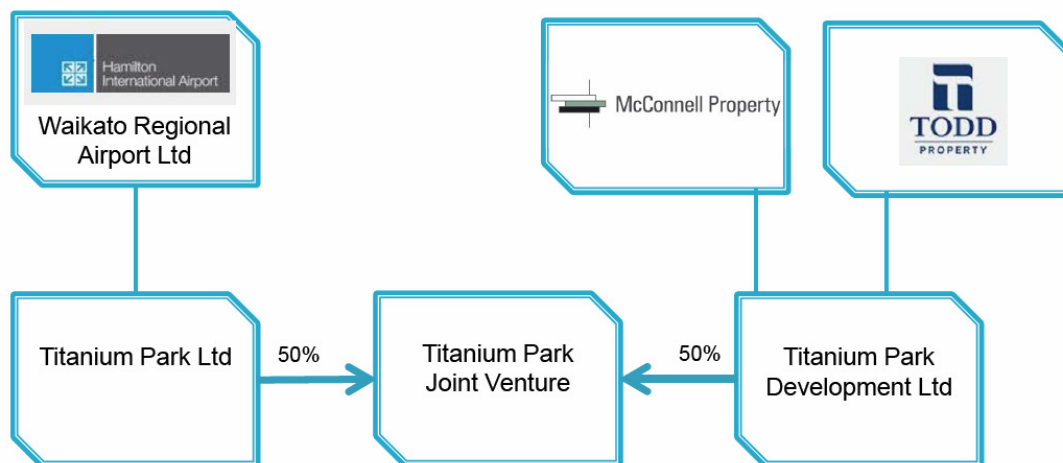 Hamilton
International Airport
Waikato Regional
Airport Ltd
McConnell Property
TODD
PROPERTY
Titanium Park Ltd
50%
Titanium Park
Joint Venture
50%
Titanium Park
Development Ltd